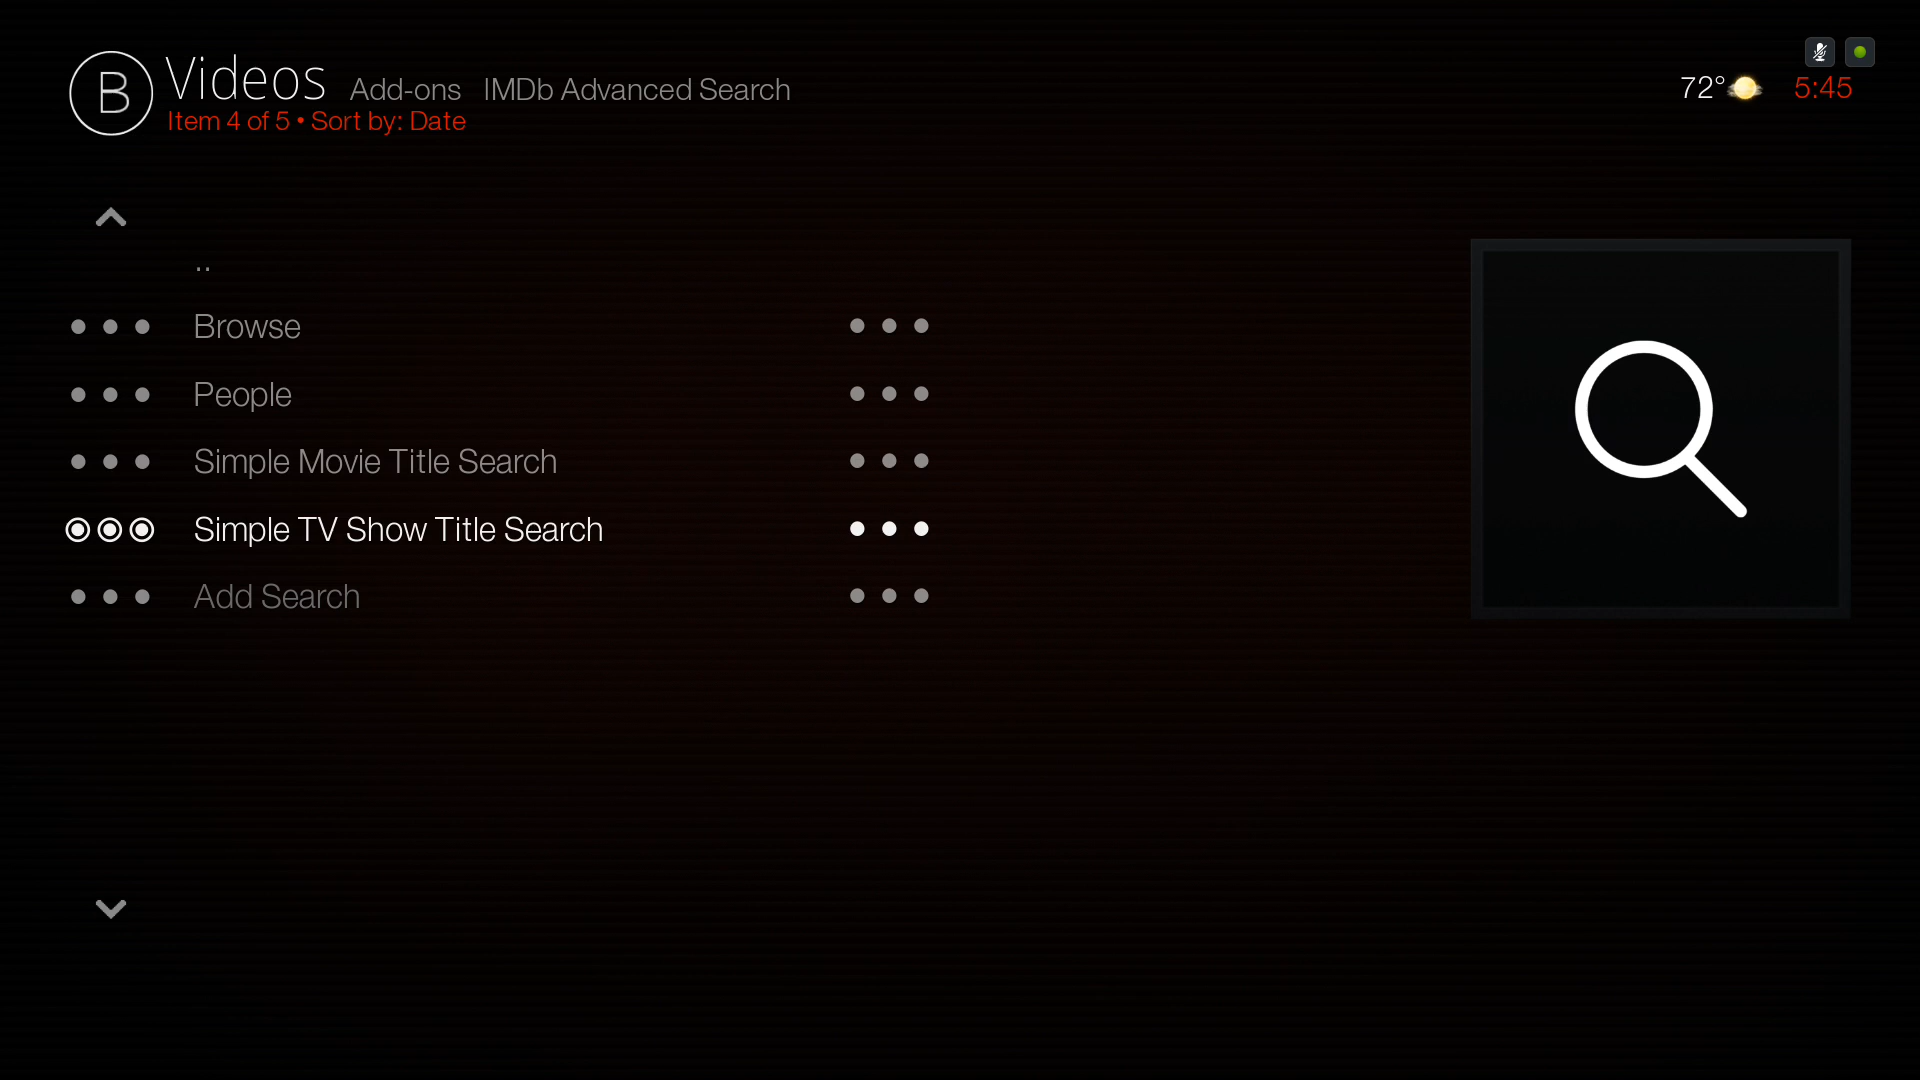 B Videos Add-ons IMDb Advanced Search
Item 4 of 5 • Sort by: Date
72° 5:45
..
Browse
People
Simple Movie Title Search
Simple TV Show Title Search
Add Search